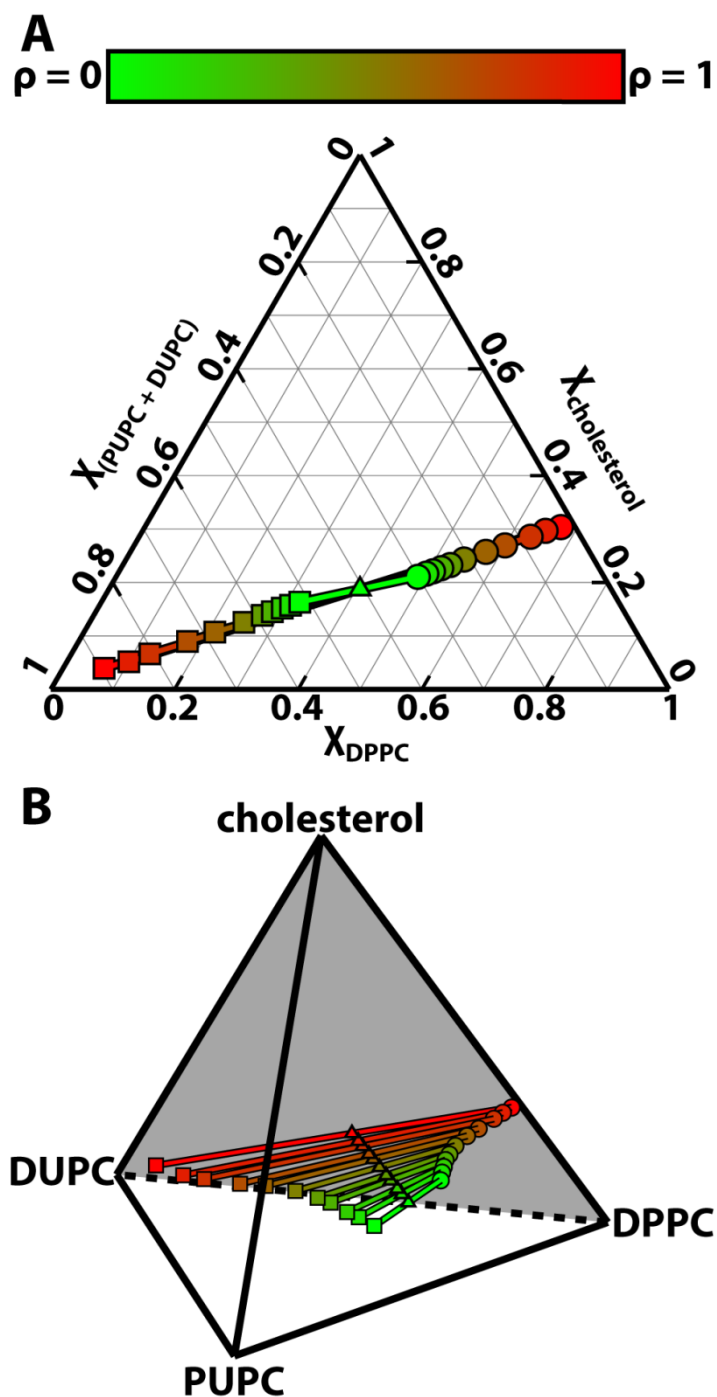 A
ρ = 0
ρ = 1
0
1
0.2
0.8
0.4
0.6
X(PUPC + DUPC)
Xcholesterol
0.6
0.4
0.8
0.2
1
0
0
0.2
0.4
0.6
0.8
1
XDPPC
B
cholesterol
DUPC
DPPC
PUPC